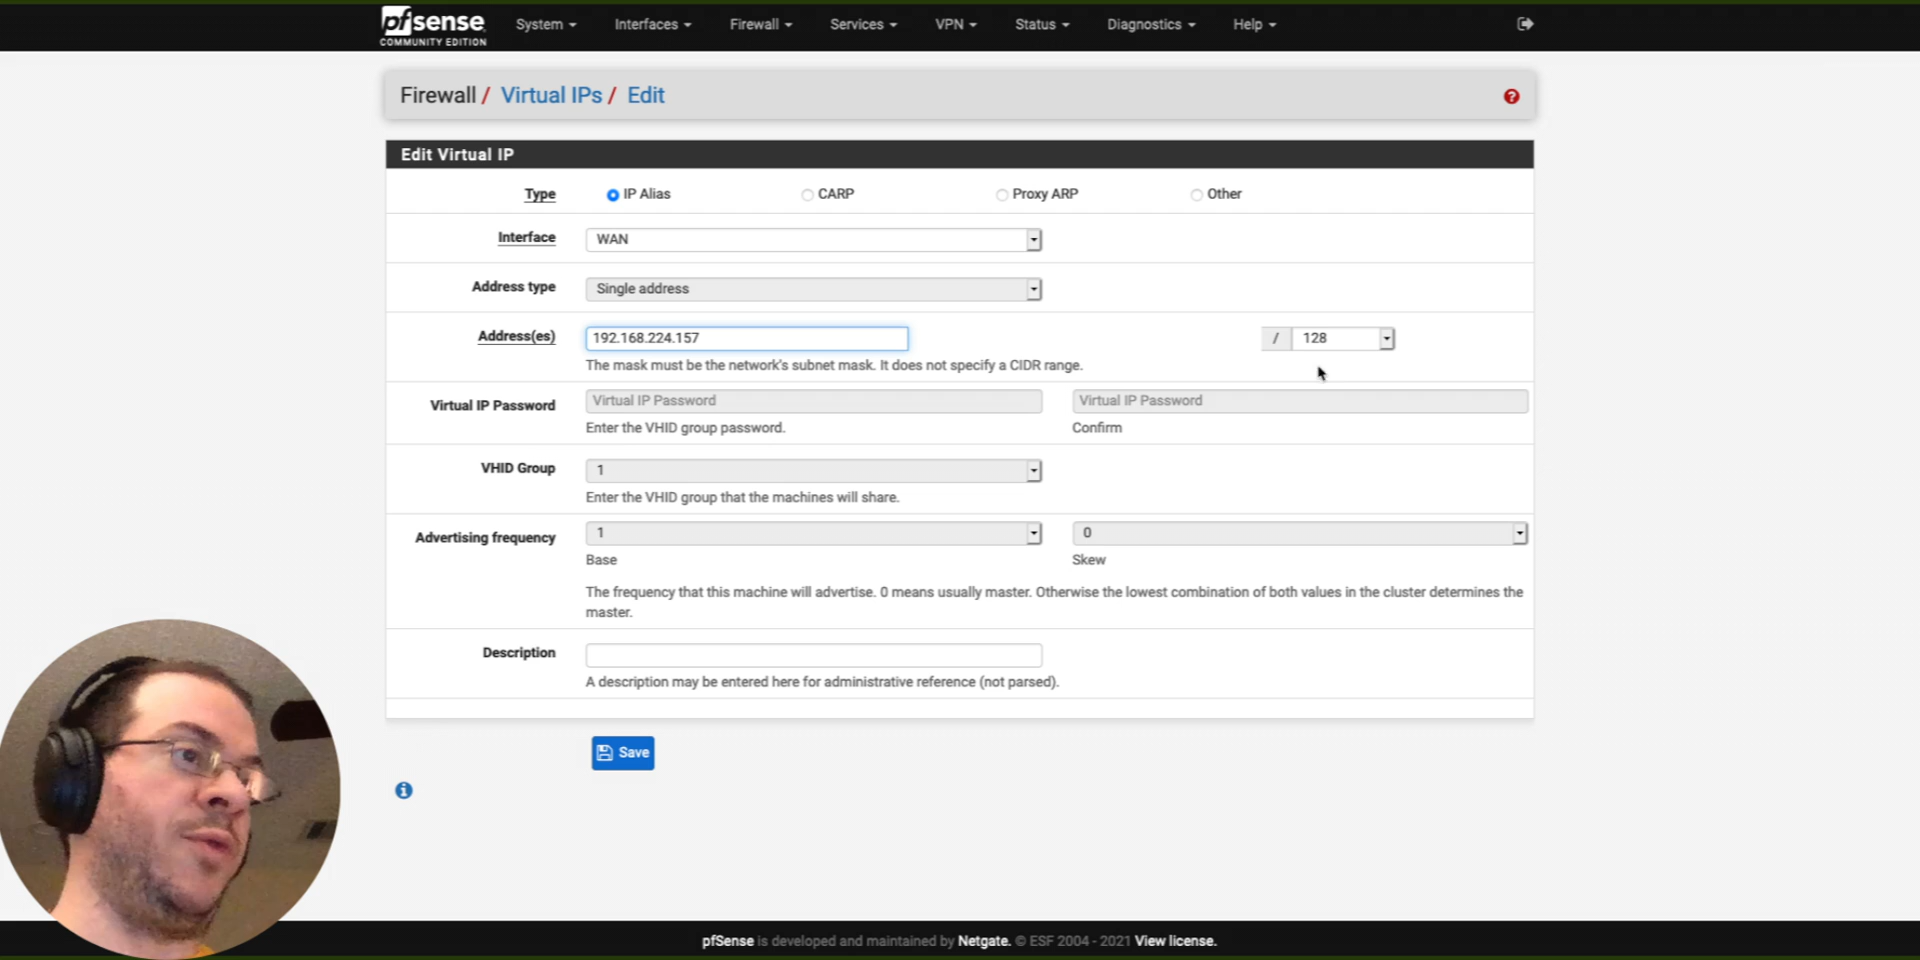 pfsense System Interfaces Firewall Services VPN Status Diagnostics Help
COMMUNITY EDITION
Firewall / Virtual IPs / Edit
Edit Virtual IP
Type IP Alias CARP Proxy ARP Other
Interface WAN
Address type Single address
Address(es) 192.168.224.157 / 128
The mask must be the network's subnet mask. It does not specify a CIDR range.
Virtual IP Password Virtual IP Password Virtual IP Password
Enter the VHID group password. Confirm
VHID Group 1
Enter the VHID group that the machines will share.
Advertising frequency 1 0
Base Skew
The frequency that this machine will advertise. 0 means usually master. Otherwise the lowest combination of both values in the cluster determines the
master.
Description
A description may be entered here for administrative reference (not parsed).
Save
pfSense is developed and maintained by Netgate. © ESF 2004 - 2021 View license.